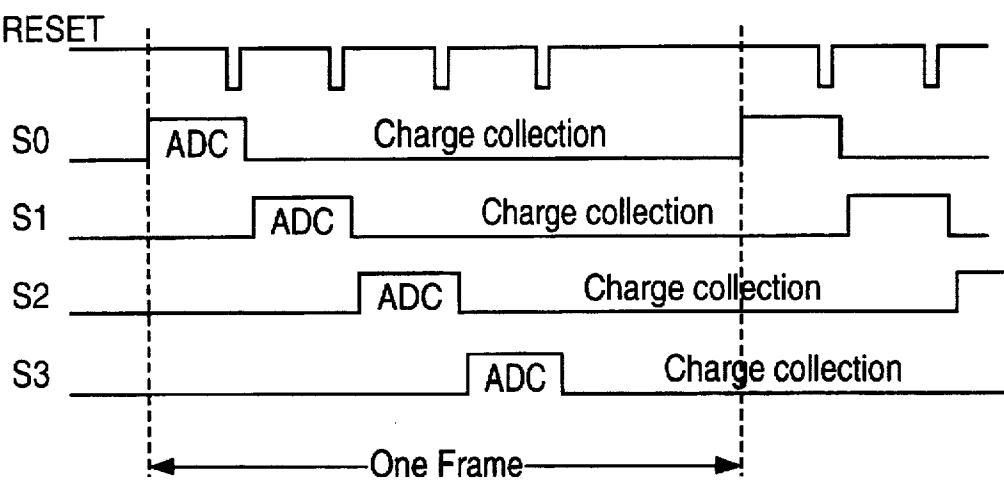 RESET
S0 ADC Charge collection
S1 ADC Charge collection
S2 ADC Charge collection
S3 ADC Charge collection
One Frame